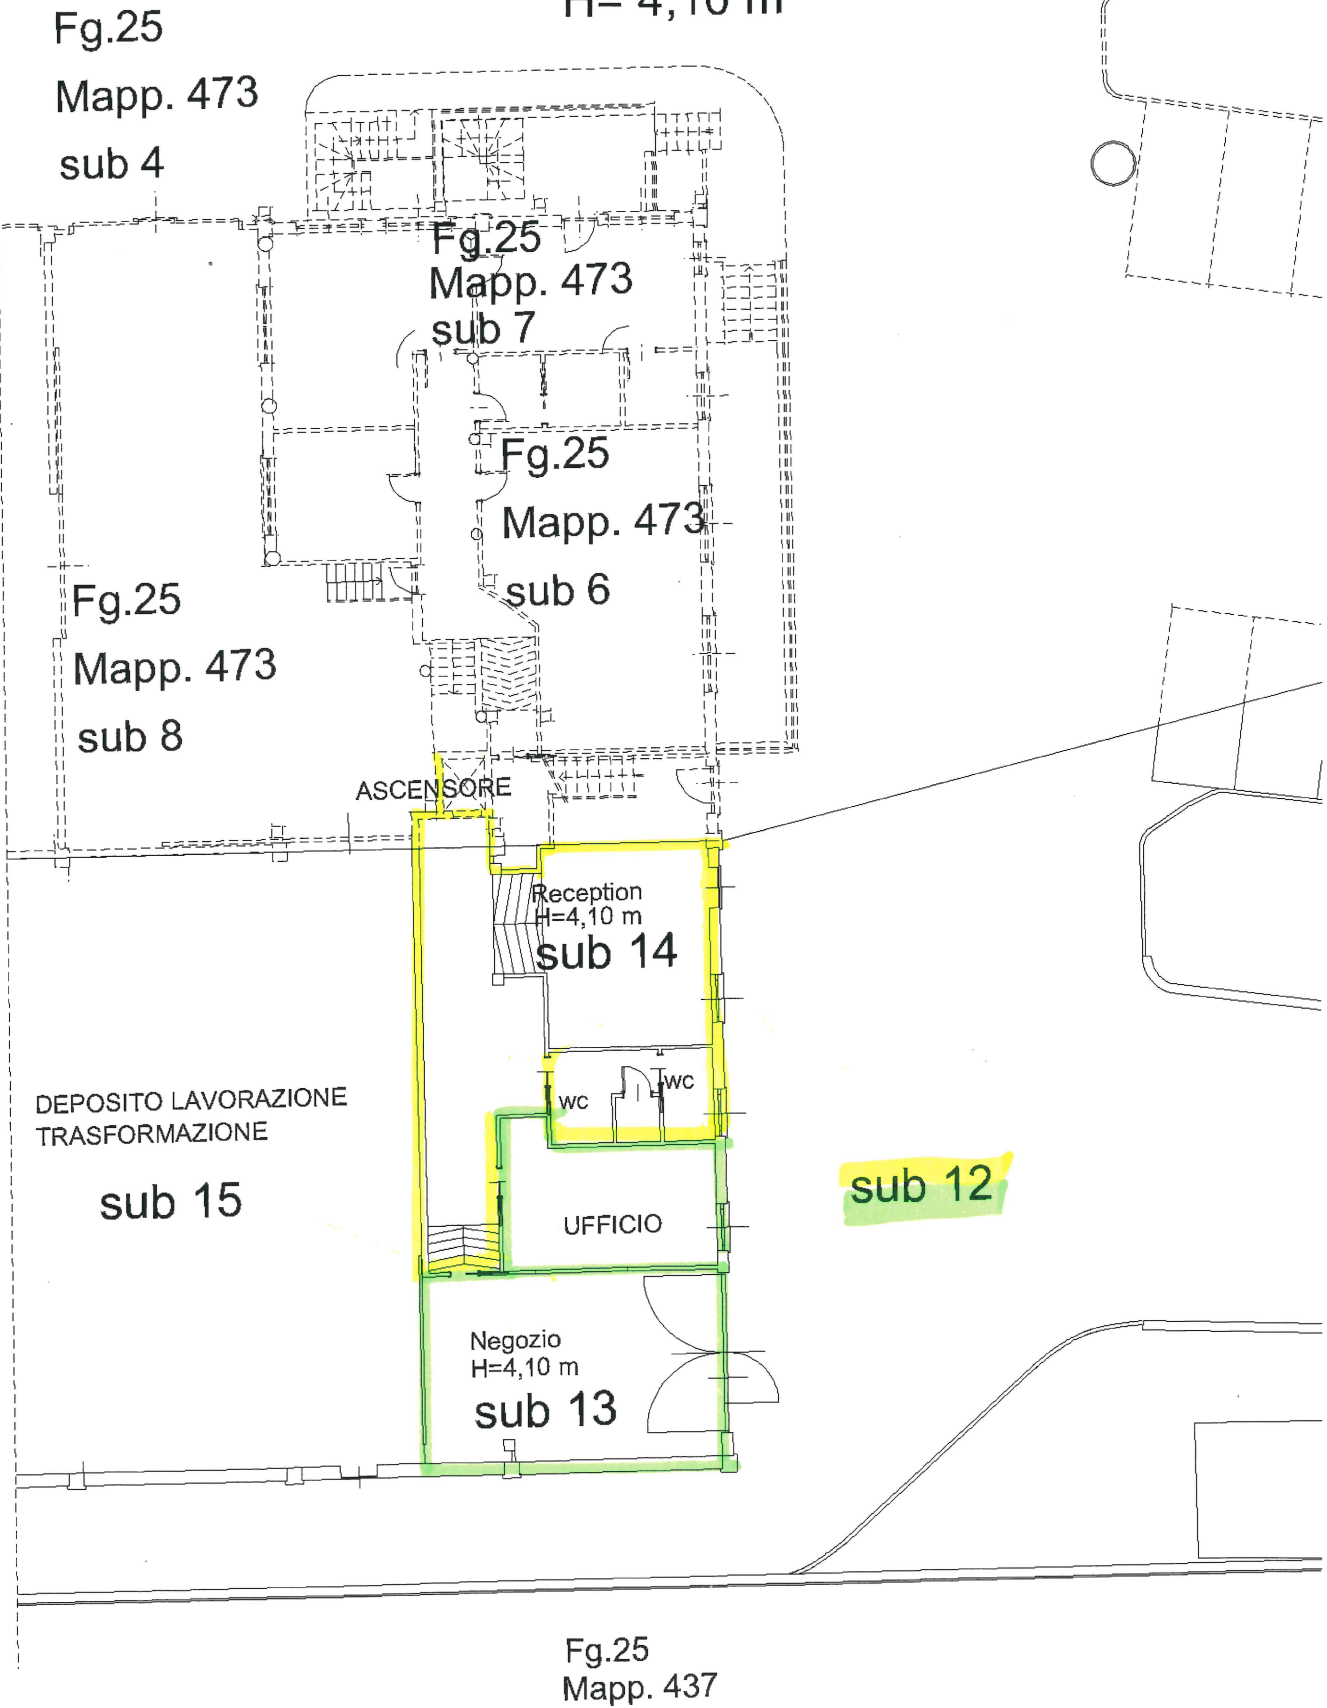 H= 4,10 m
Fg.25
Mapp. 473
sub 4
Fg.25
Mapp. 473
sub 7
Fg.25
Mapp. 473
sub 6
Fg.25
Mapp. 473
sub 8
ASCENSORE
Reception
H=4,10 m
sub 14
wc
wc
DEPOSITO LAVORAZIONE
TRASFORMAZIONE
sub 15
sub 12
UFFICIO
Negozio
H=4,10 m
sub 13
Fg.25
Mapp. 437